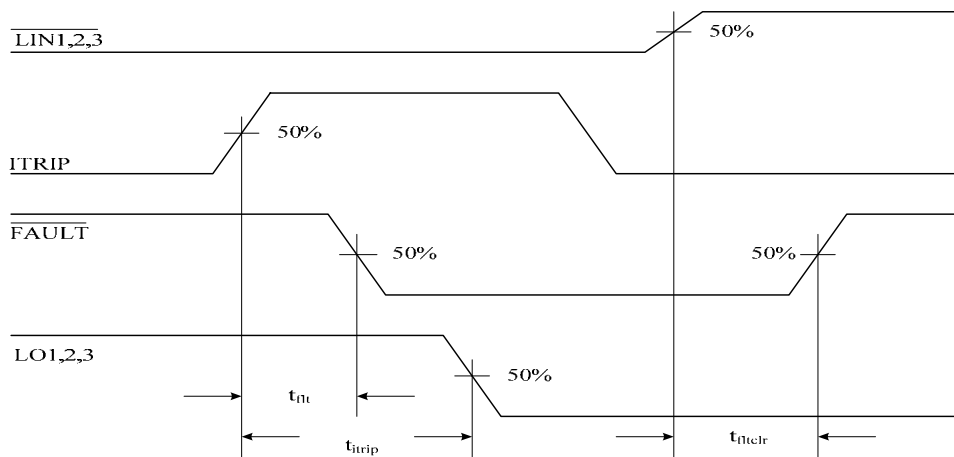 LIN1,2,3
50%
50%
ITRIP
FAULT
50%
50%
LO1,2,3
50%
tflt
titrip
tfltclr